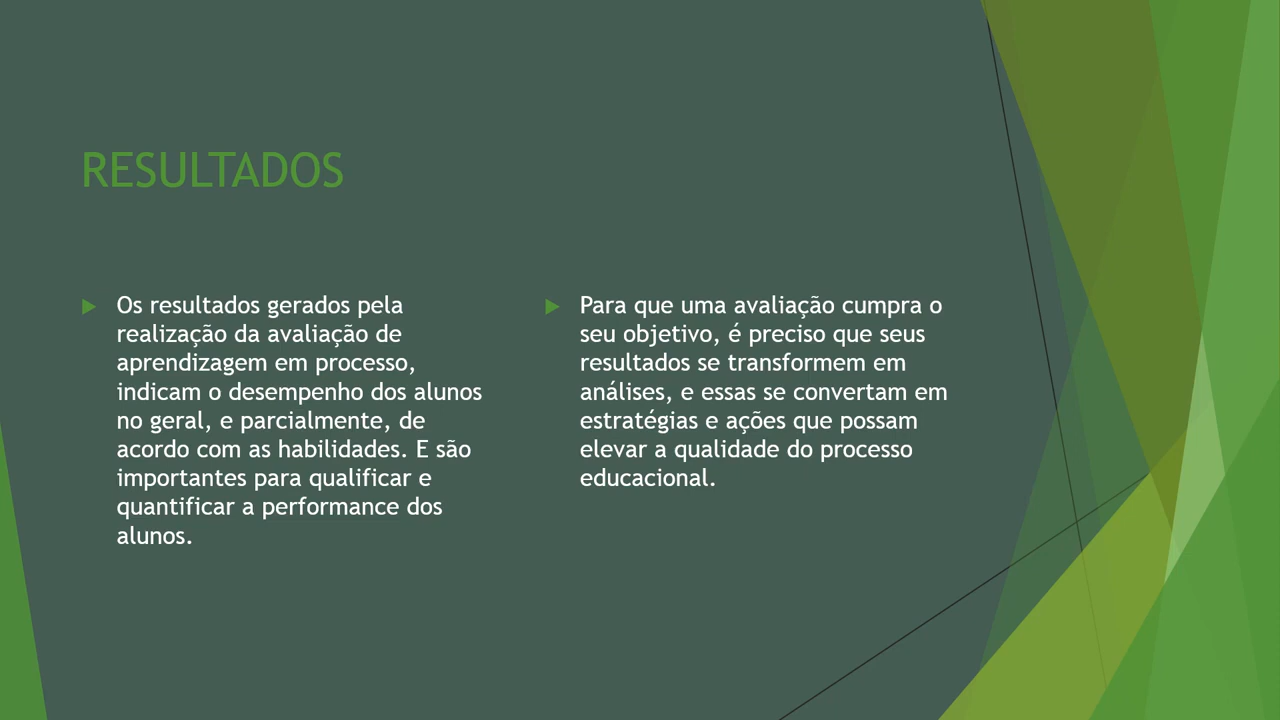 RESULTADOS
Os resultados gerados pela
realização da avaliação de
aprendizagem em processo,
indicam o desempenho dos alunos
no geral, e parcialmente, de
acordo com as habilidades. E são
importantes para qualificar e
quantificar a performance dos
alunos.
Para que uma avaliação cumpra o
seu objetivo, é preciso que seus
resultados se transformem em
análises, e essas se convertam em
estratégias e ações que possam
elevar a qualidade do processo
educacional.